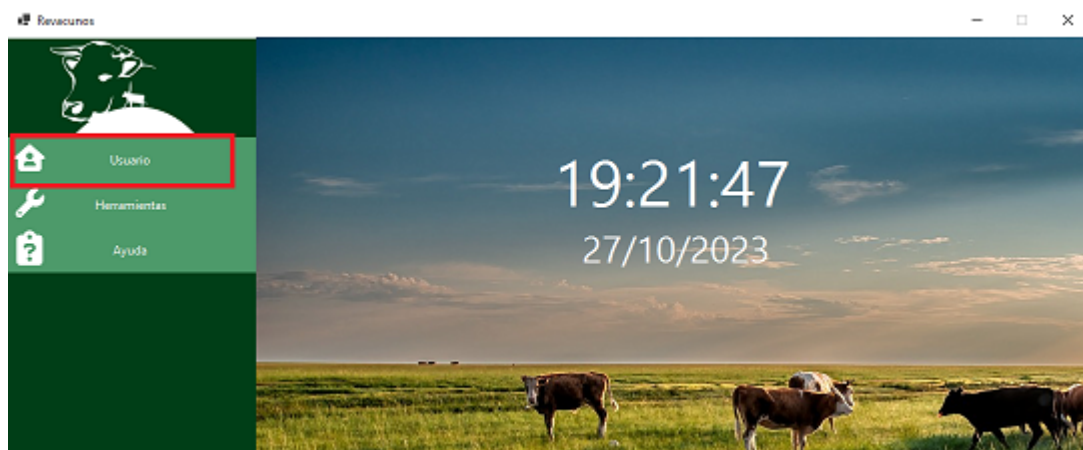 Revacunos
Usuario
Herramientas
Ayuda
19:21:47
27/10/2023